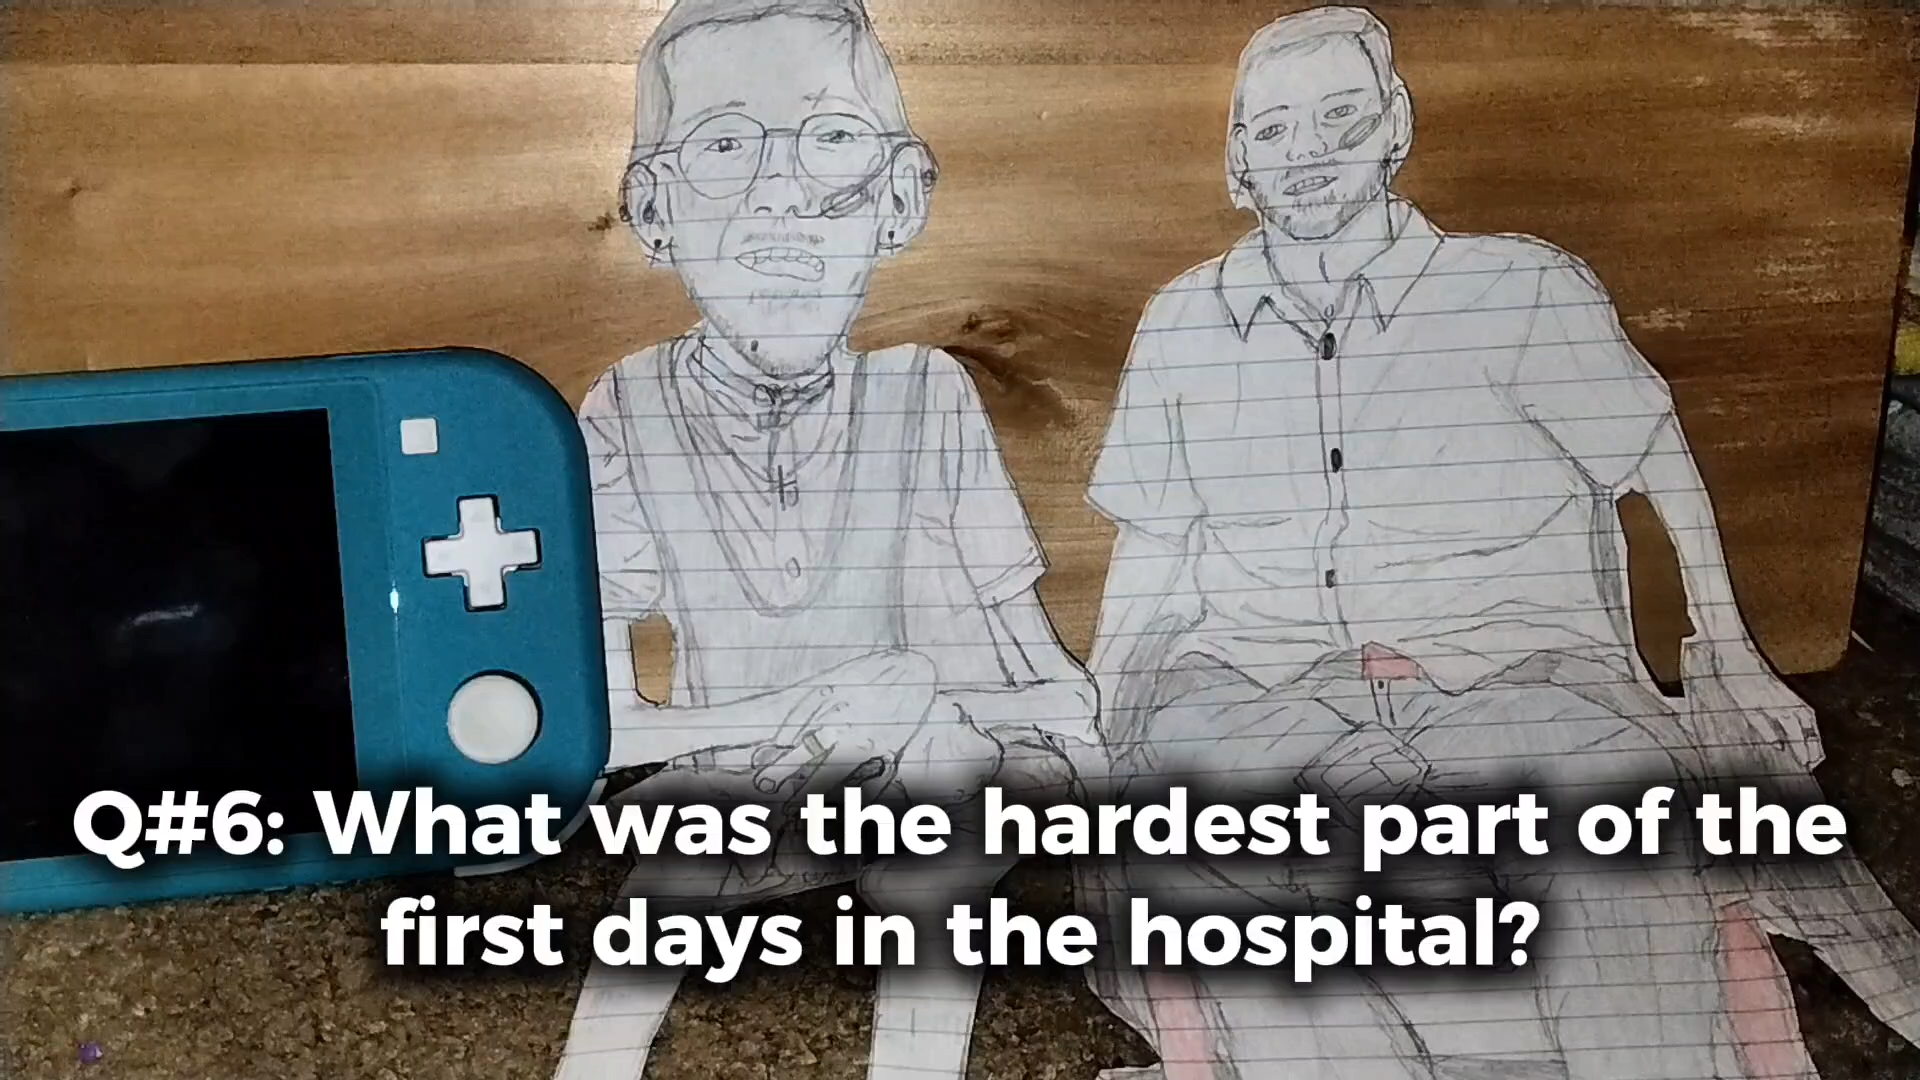 Q#6: What was the hardest part of the
first days in the hospital?